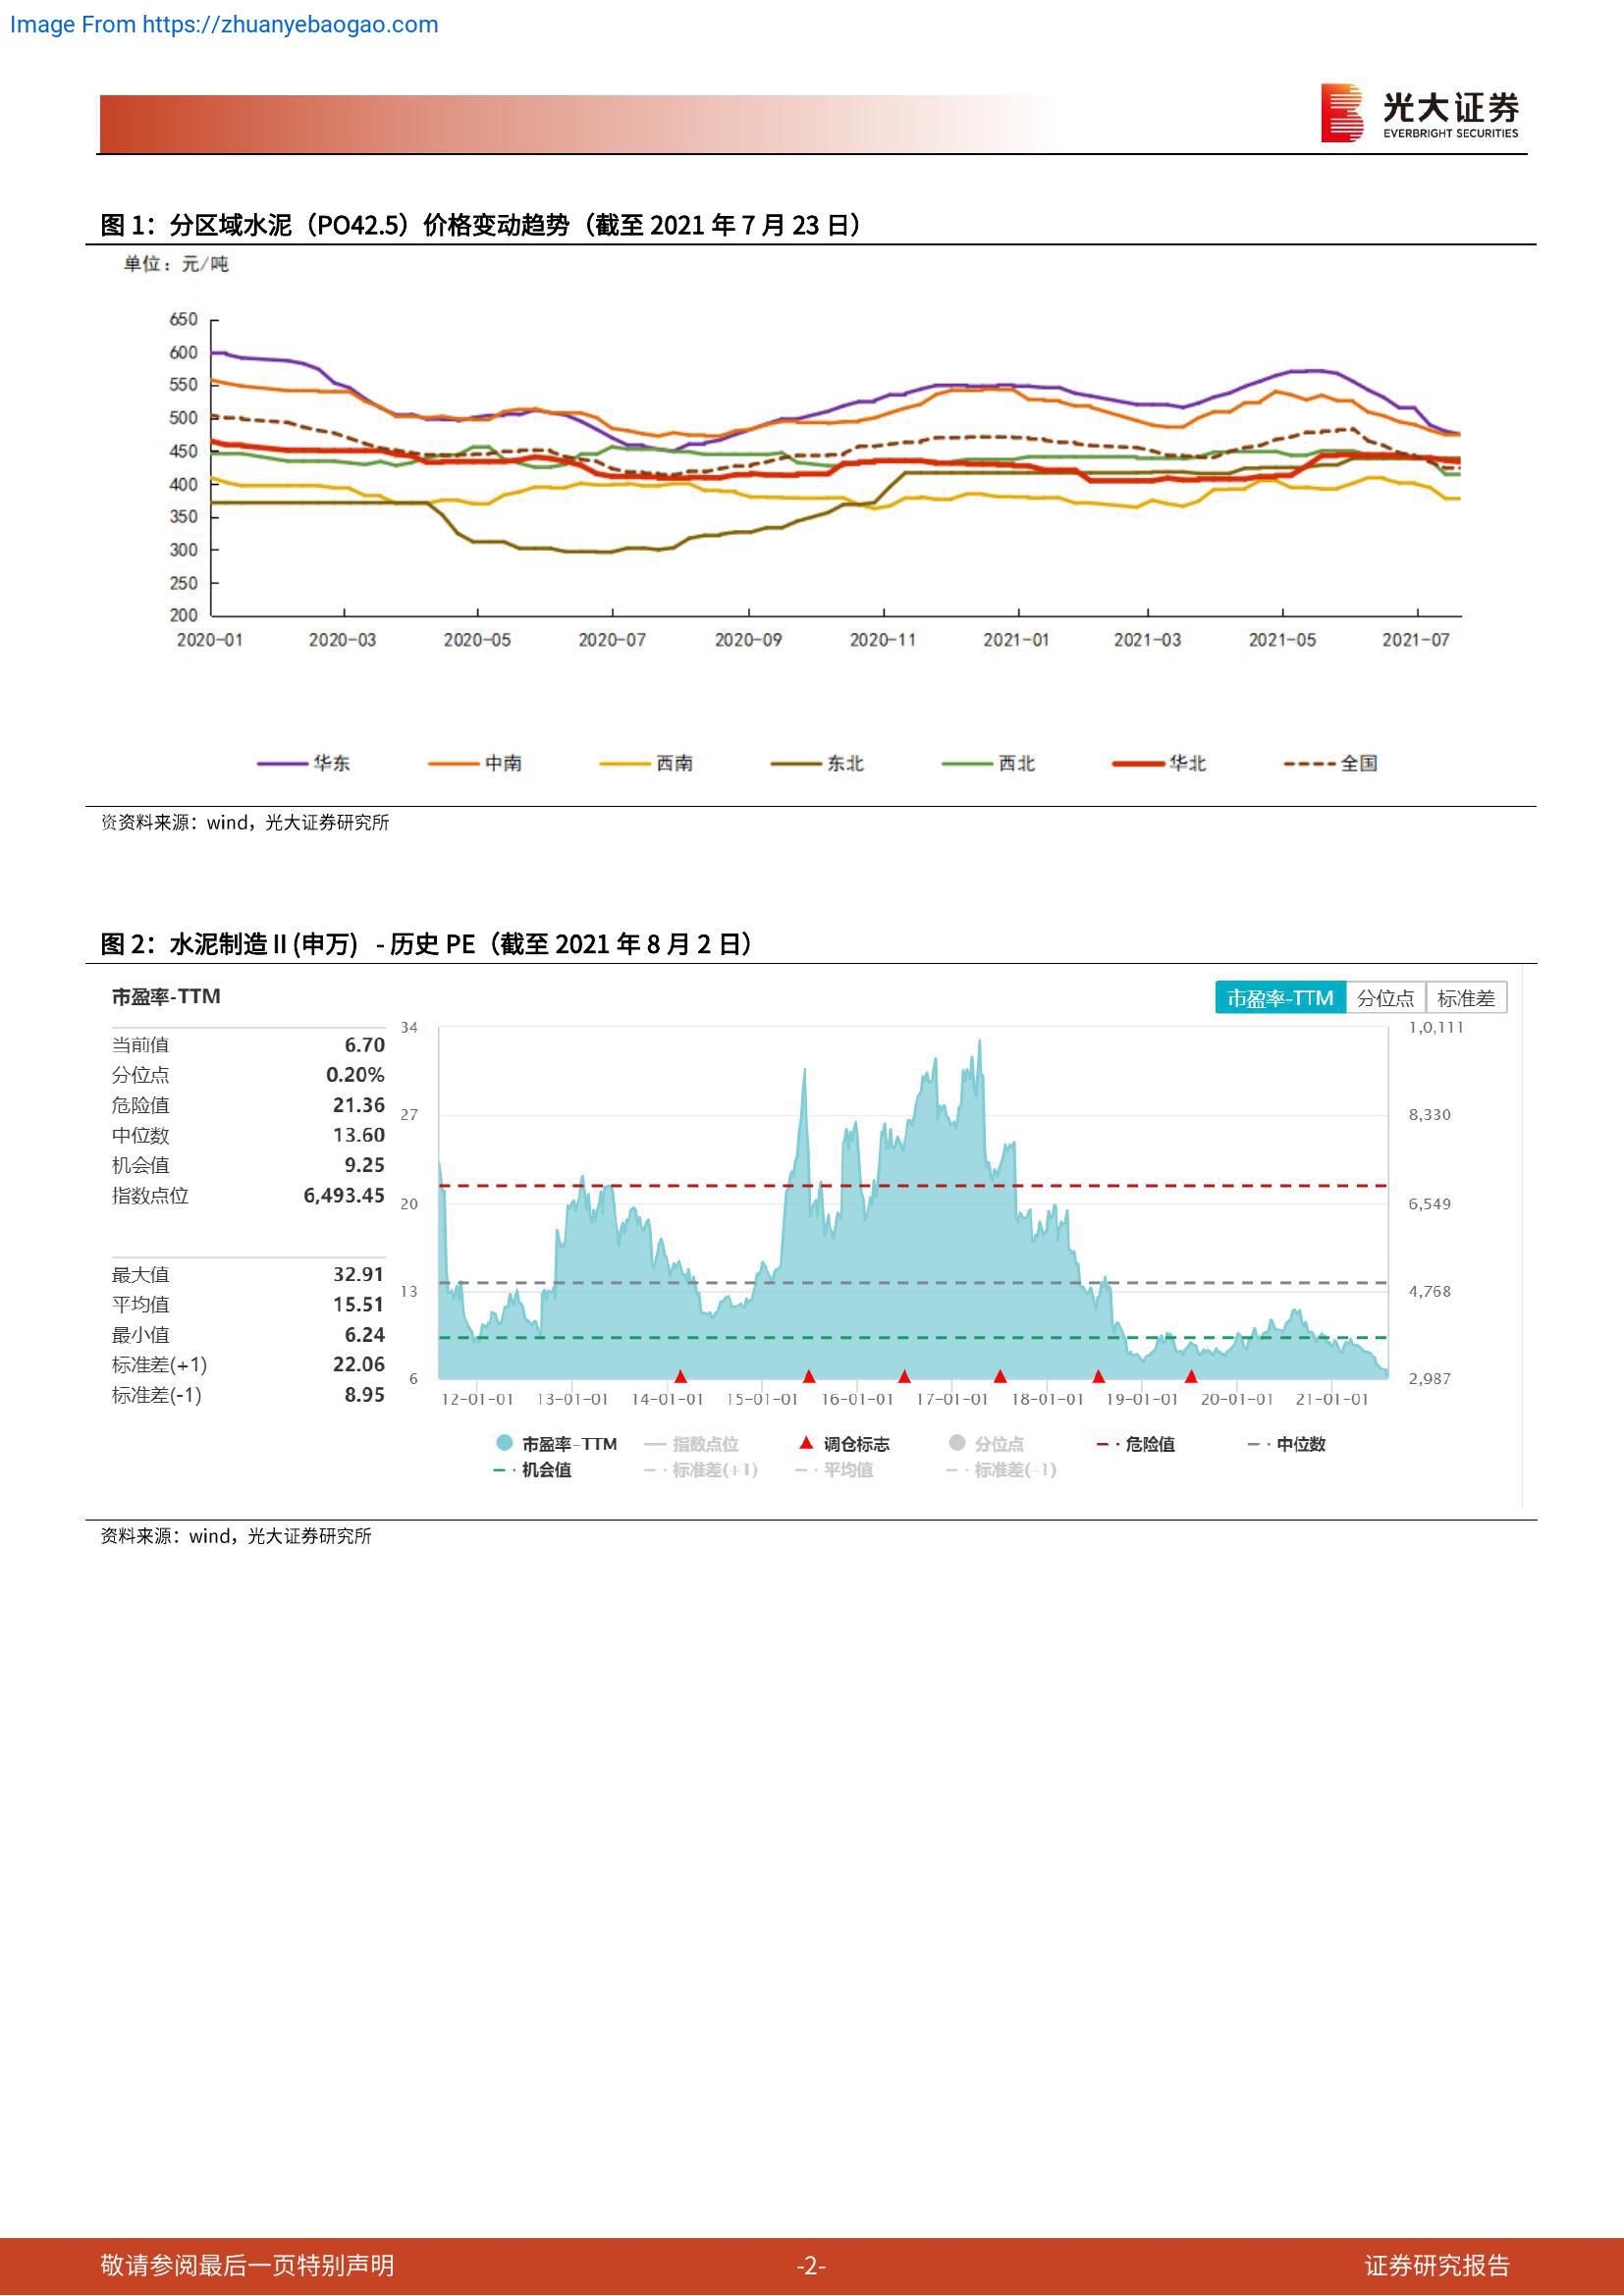 Image From https://zhuanyebaogao.com
光大证券
EVERBRIGHT SECURITIES
图 1：分区域水泥（PO42.5）价格变动趋势（截至 2021 年 7 月 23 日）
单位：元/吨
650
600
550
500
450
400
350
300
250
200
2020-01 2020-03 2020-05 2020-07 2020-09 2020-11 2021-01 2021-03 2021-05 2021-07
华东 中南 西南 东北 西北 华北 全国
资资料来源：wind，光大证券研究所
图 2：水泥制造 II (申万) - 历史 PE（截至 2021 年 8 月 2 日）
市盈率-TTM
市盈率-TTM 分位点 标准差
当前值 6.70
分位点 0.20%
危险值 21.36
中位数 13.60
机会值 9.25
指数点位 6,493.45
最大值 32.91
平均值 15.51
最小值 6.24
标准差(+1) 22.06
标准差(-1) 8.95
34
27
20
13
6
1,0,111
8,330
6,549
4,768
2,987
12-01-01 13-01-01 14-01-01 15-01-01 16-01-01 17-01-01 18-01-01 19-01-01 20-01-01 21-01-01
市盈率-TTM 指数点位 调仓标志 分位点 危险值 中位数
机会值 标准差(+1) 平均值 标准差(-1)
资料来源：wind，光大证券研究所
敬请参阅最后一页特别声明 -2- 证券研究报告